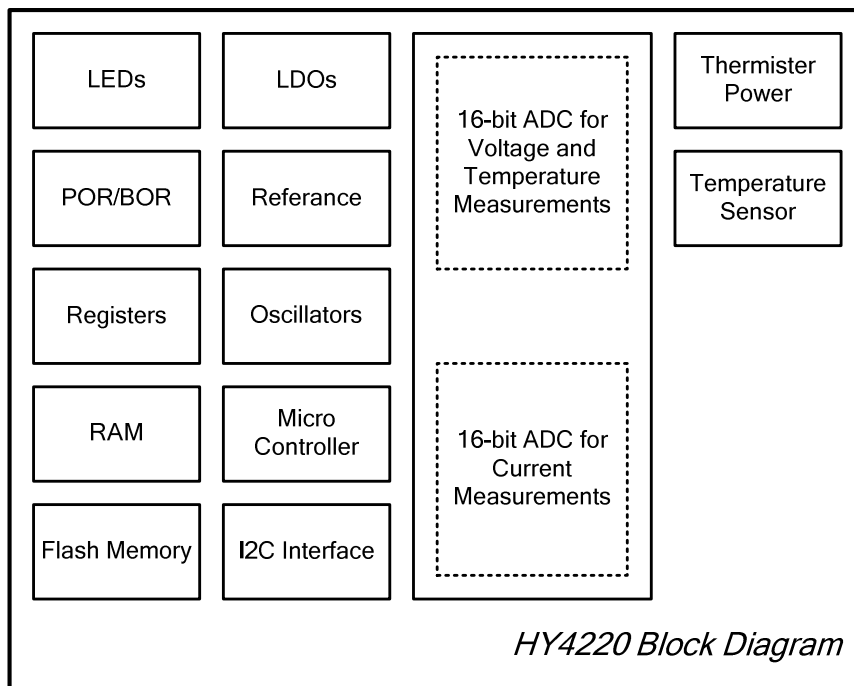 LEDs
LDOs
16-bit ADC for
Voltage and
Temperature
Measurements
Thermister
Power
POR/BOR
Referance
Temperature
Sensor
Registers
Oscillators
RAM
Micro
Controller
16-bit ADC for
Current
Measurements
Flash Memory
I2C Interface
HY4220 Block Diagram